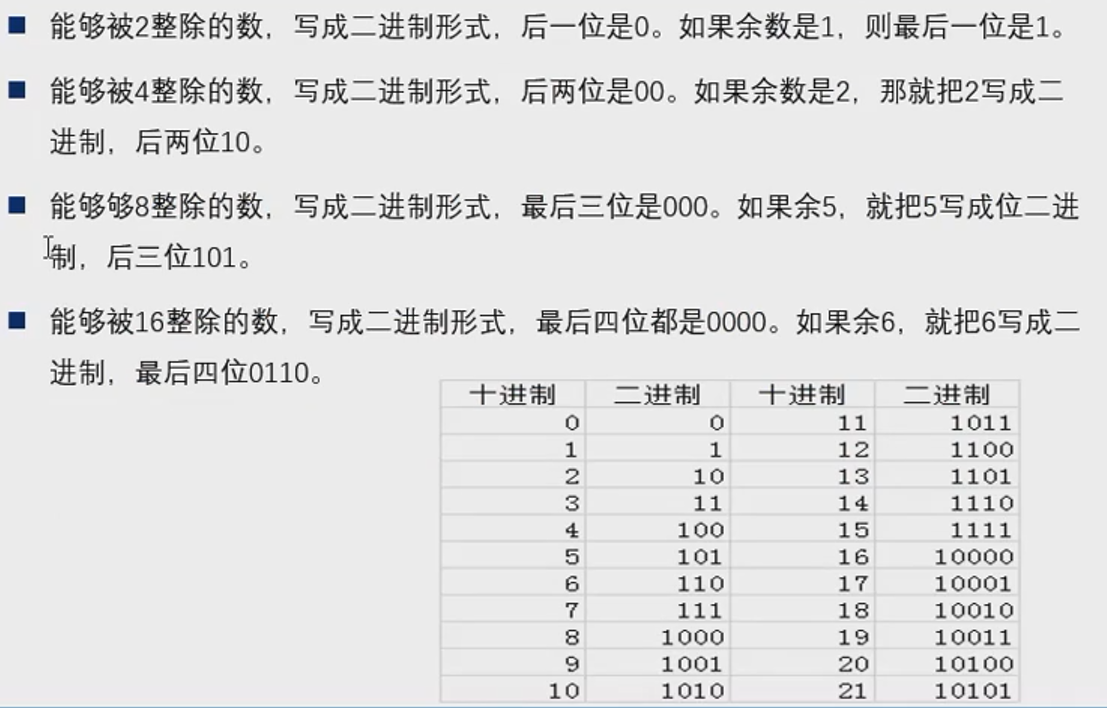 ■ 能够被2整除的数，写成二进制形式，后一位是0。如果余数是1，则最后一位是1。
■ 能够被4整除的数，写成二进制形式，后两位是00。如果余数是2，那就把2写成二
进制，后两位10。
■ 能够够8整除的数，写成二进制形式，最后三位是000。如果余5，就把5写成位二进
制，后三位101。
■ 能够被16整除的数，写成二进制形式，最后四位都是0000。如果余6，就把6写成二
进制，最后四位0110。
十进制 二进制 十进制 二进制
0 0 11 1011
1 1 12 1100
2 10 13 1101
3 11 14 1110
4 100 15 1111
5 101 16 10000
6 110 17 10001
7 111 18 10010
8 1000 19 10011
9 1001 20 10100
10 1010 21 10101